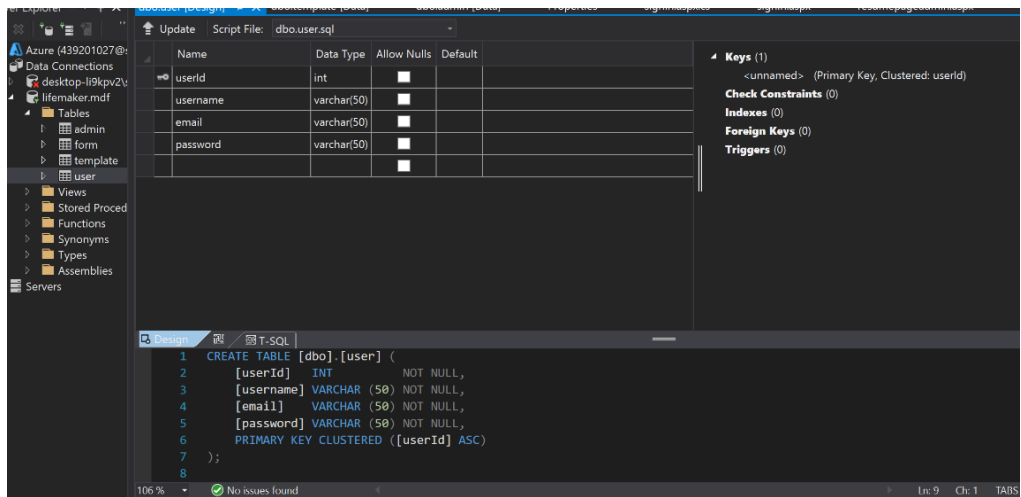 Update Script File: dbo.user.sql
Azure (439201027@
Data Connections
desktop-li9kpv2\
lifemaker.mdf
Tables
admin
form
template
user
Views
Stored Proced
Functions
Synonyms
Types
Assemblies
Servers
Name Data Type Allow Nulls Default
userId int
username varchar(50)
email varchar(50)
password varchar(50)
Keys (1)
<unnamed> (Primary Key, Clustered: userId)
Check Constraints (0)
Indexes (0)
Foreign Keys (0)
Triggers (0)
Design T-SQL
1 CREATE TABLE [dbo].[user] (
2 [userId] INT NOT NULL,
3 [username] VARCHAR (50) NOT NULL,
4 [email] VARCHAR (50) NOT NULL,
5 [password] VARCHAR (50) NOT NULL,
6 PRIMARY KEY CLUSTERED ([userId] ASC)
7 );
8
106 % No issues found Ln: 9 Ch: 1 TABS